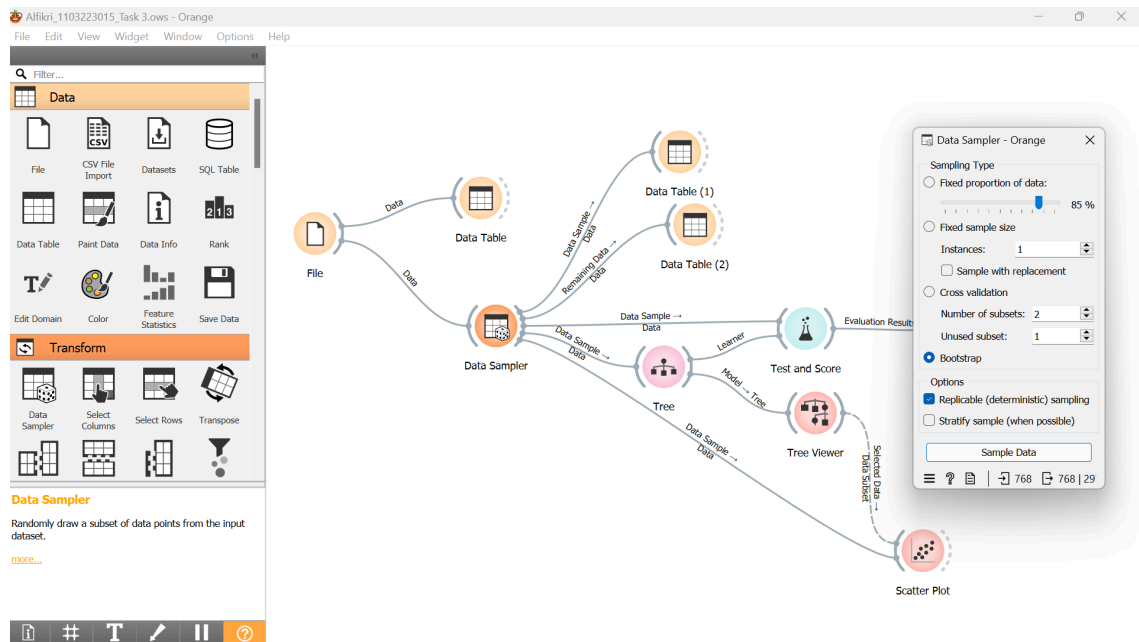 Alfikri_1103223015_Task 3.ows - Orange
File Edit View Widget Window Options Help
Filter...
Data
File
CSV File Import
Datasets
SQL Table
Data Table
Paint Data
Data Info
Rank
Edit Domain
Color
Feature Statistics
Save Data
Transform
Data Sampler
Select Columns
Select Rows
Transpose
Data Sampler
Randomly draw a subset of data points from the input
dataset.
more...
File
Data
Data Table
Data
Data Sampler
Data Sample →
Data
Data Table (1)
Remaining Data →
Data
Data Table (2)
Data Sample →
Data
Test and Score
Evaluation Results
Data Sample →
Data
Tree
Learner
Model → Tree
Tree Viewer
Data Sample →
Data
Selected Data →
Data Subset
Scatter Plot
Data Sampler - Orange
Sampling Type
Fixed proportion of data:
85 %
Fixed sample size
Instances: 1
Sample with replacement
Cross validation
Number of subsets: 2
Unused subset: 1
Bootstrap
Options
Replicable (deterministic) sampling
Stratify sample (when possible)
Sample Data
768 768 | 29